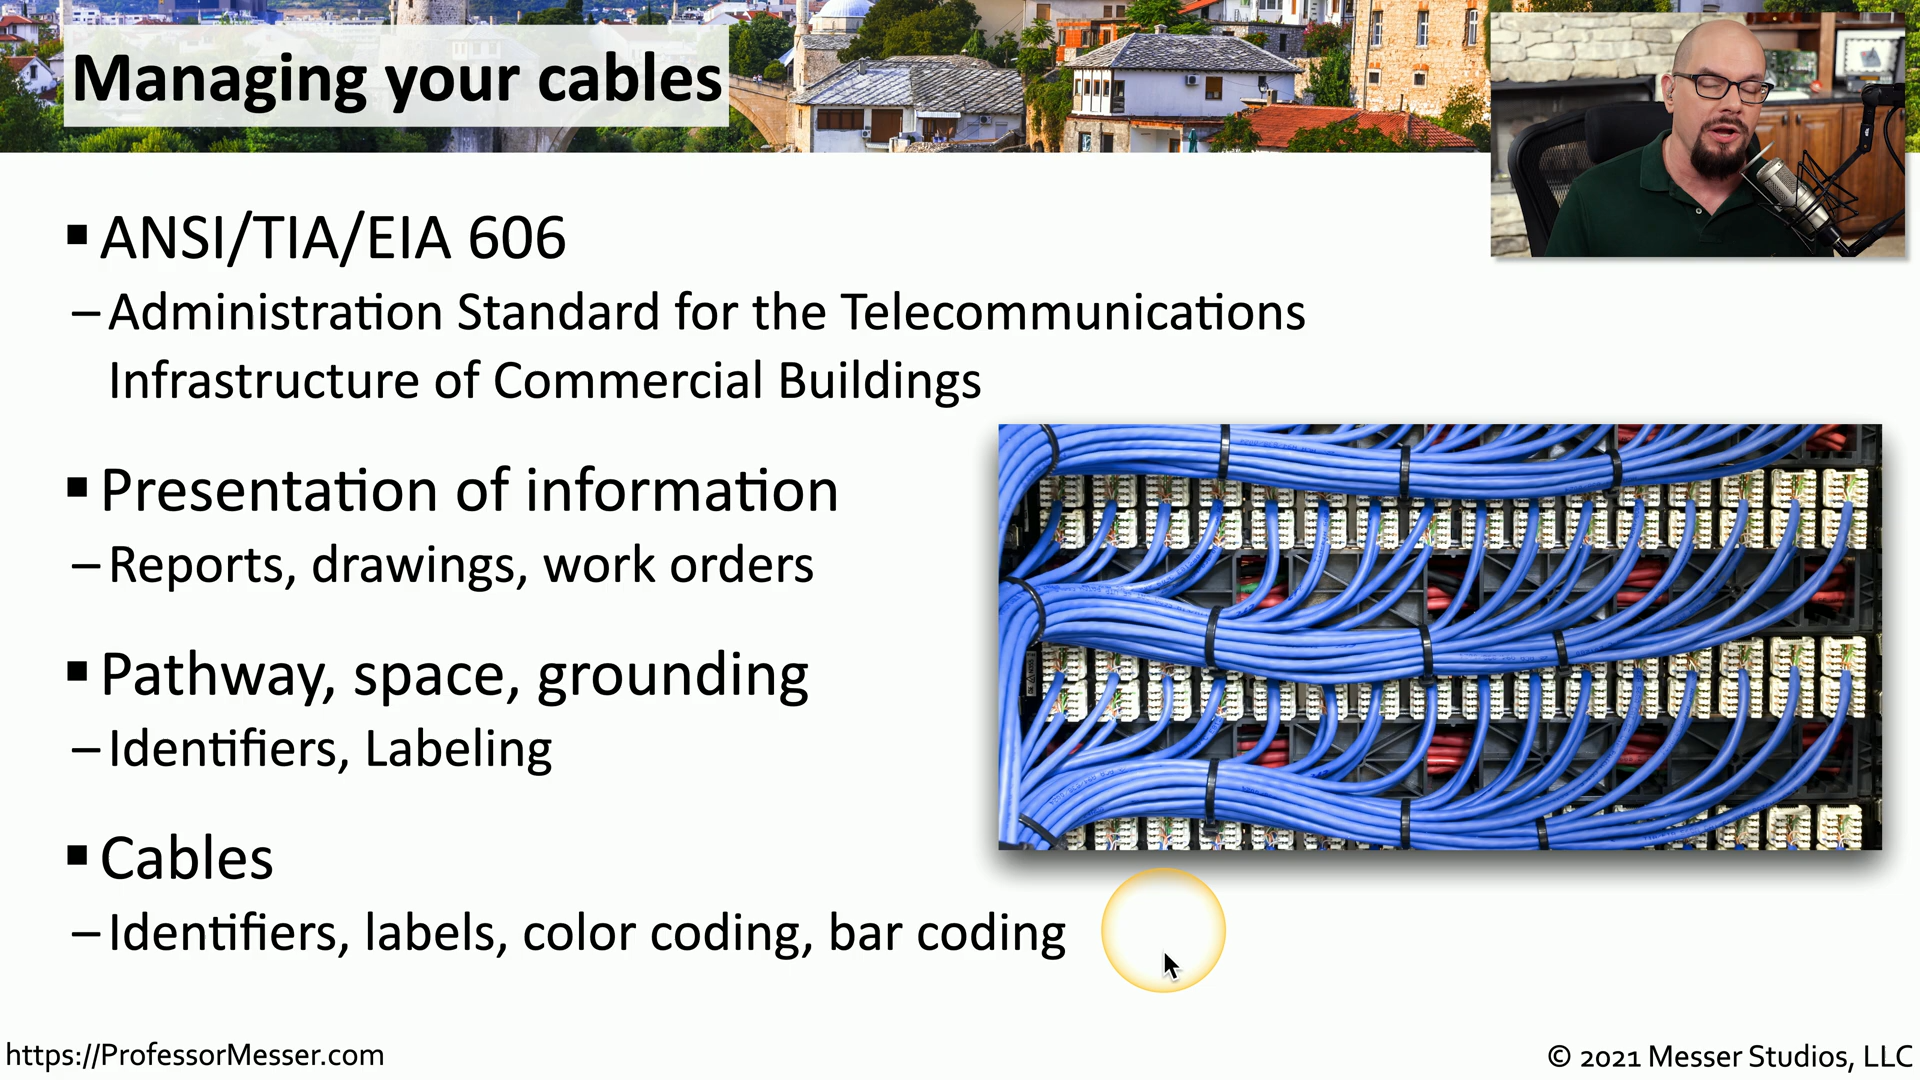 Managing your cables
▪ ANSI/TIA/EIA 606
– Administration Standard for the Telecommunications
Infrastructure of Commercial Buildings
▪ Presentation of information
– Reports, drawings, work orders
▪ Pathway, space, grounding
– Identifiers, Labeling
▪ Cables
– Identifiers, labels, color coding, bar coding
https://ProfessorMesser.com
© 2021 Messer Studios, LLC